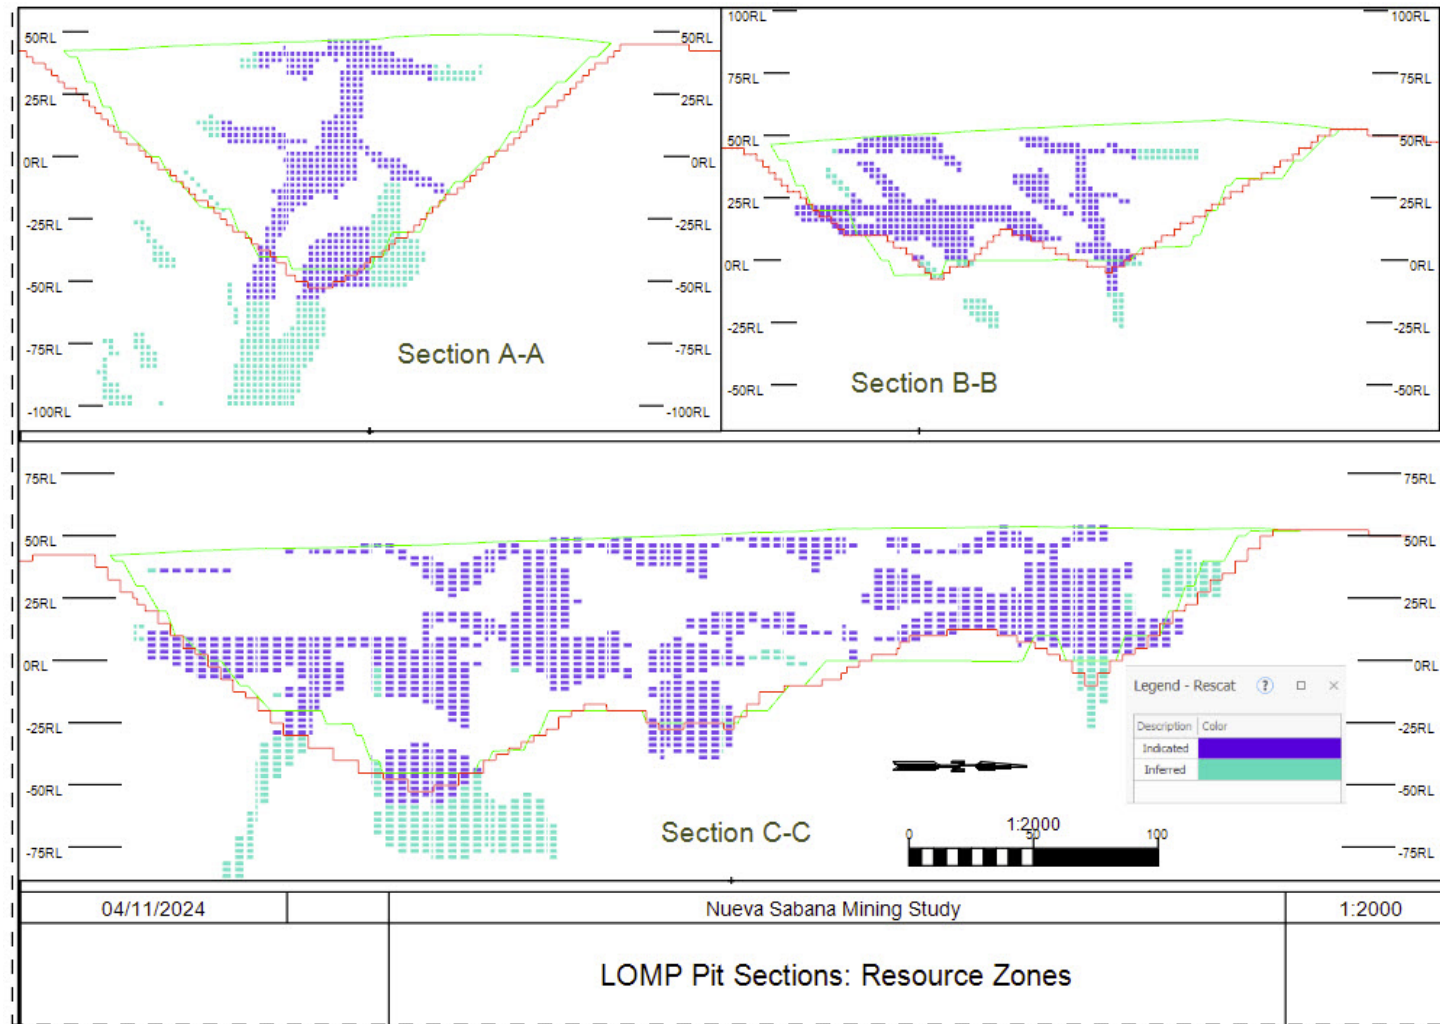 50RL 50RL
25RL 25RL
0RL 0RL
-25RL -25RL
-50RL -50RL
-75RL -75RL
-100RL -100RL
Section A-A
100RL 100RL
75RL 75RL
50RL 50RL
25RL 25RL
0RL 0RL
-25RL -25RL
-50RL -50RL
Section B-B
75RL 75RL
50RL 50RL
25RL 25RL
0RL 0RL
-25RL -25RL
-50RL -50RL
-75RL -75RL
Section C-C
Legend - Rescat ?
Description Color
Indicated
Inferred
Z
1:2000
0 50 100
04/11/2024 Nueva Sabana Mining Study 1:2000
LOMP Pit Sections: Resource Zones